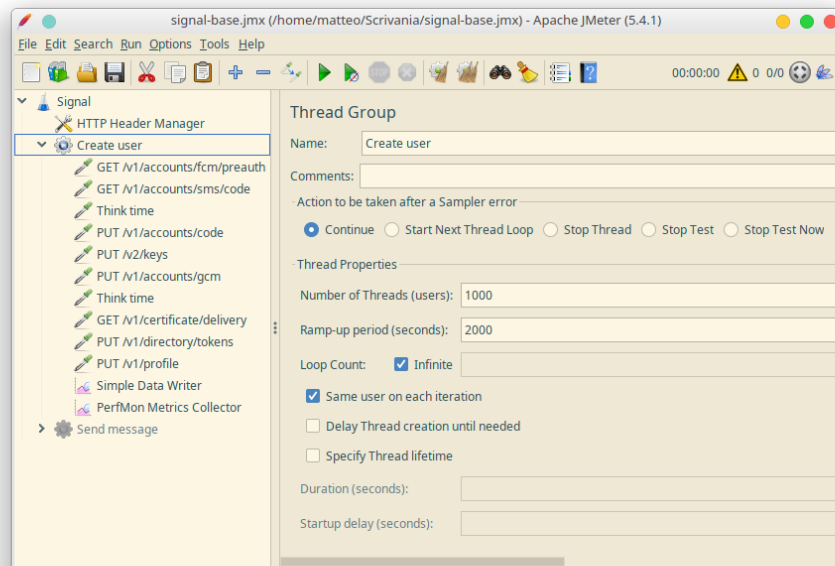 signal-base.jmx (/home/matteo/Scrivania/signal-base.jmx) - Apache JMeter (5.4.1)
File Edit Search Run Options Tools Help
00:00:00 0 0/0
Signal
HTTP Header Manager
Create user
GET /v1/accounts/fcm/preauth
GET /v1/accounts/sms/code
Think time
PUT /v1/accounts/code
PUT /v2/keys
PUT /v1/accounts/gcm
Think time
GET /v1/certificate/delivery
PUT /v1/directory/tokens
PUT /v1/profile
Simple Data Writer
PerfMon Metrics Collector
Send message
Thread Group
Name: Create user
Comments:
Action to be taken after a Sampler error
Continue Start Next Thread Loop Stop Thread Stop Test Stop Test Now
Thread Properties
Number of Threads (users): 1000
Ramp-up period (seconds): 2000
Loop Count: Infinite
Same user on each iteration
Delay Thread creation until needed
Specify Thread lifetime
Duration (seconds):
Startup delay (seconds):